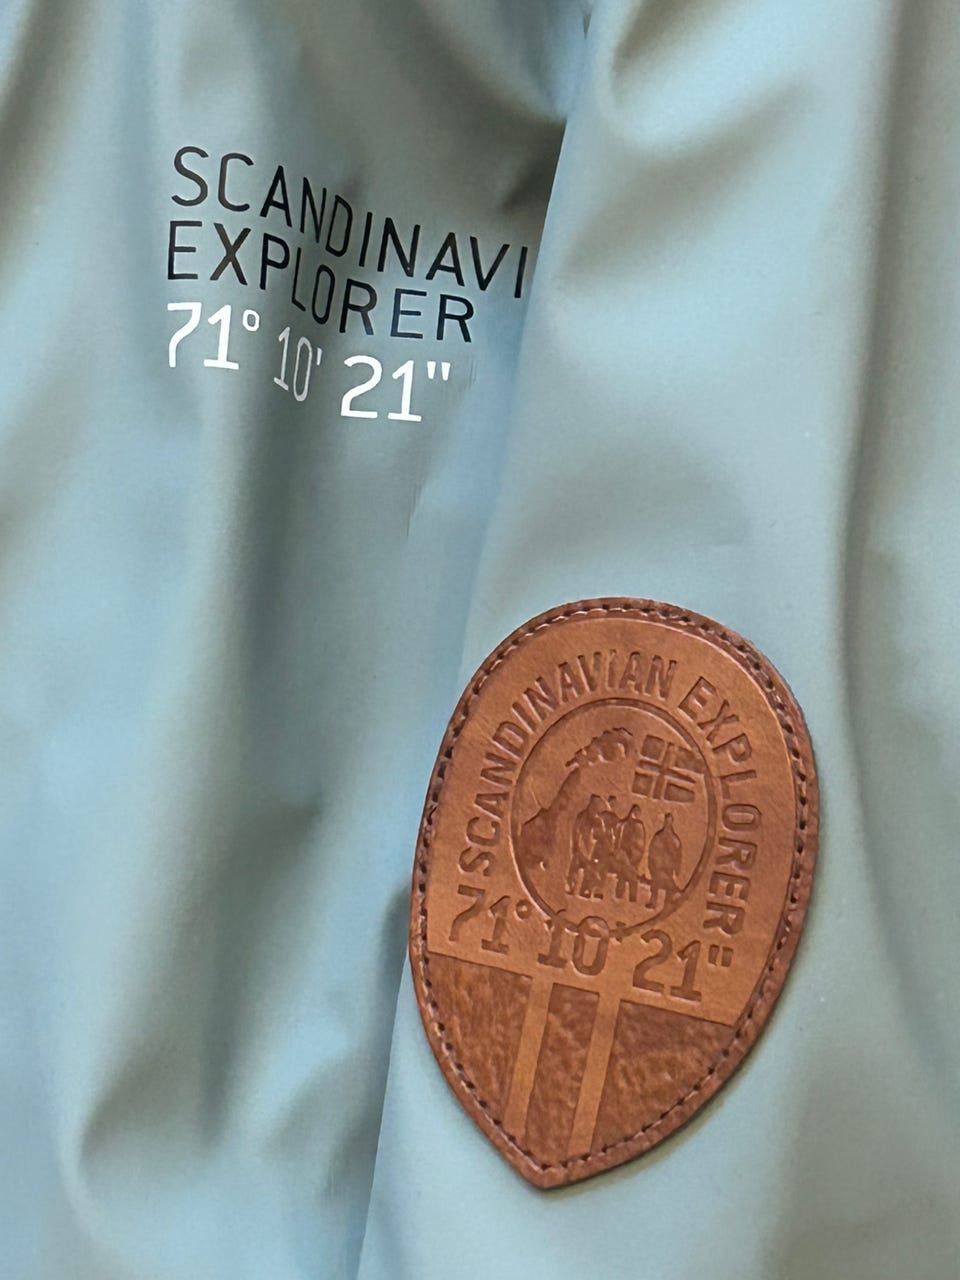 SCANDINAVI
EXPLORER
71° 10' 21"
SCANDINAVIAN EXPLORER
71° 10' 21"